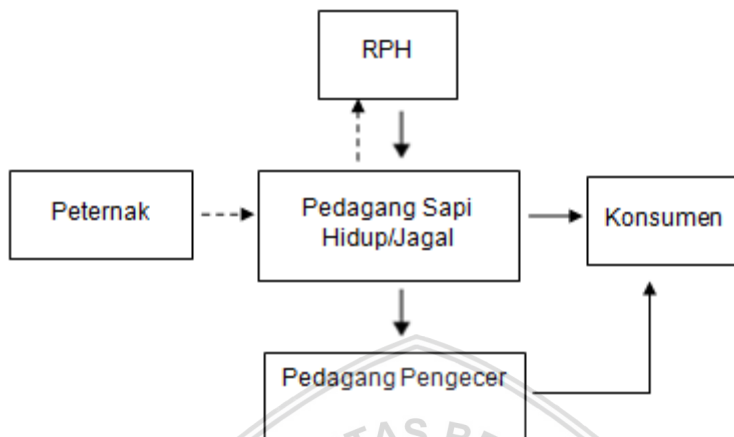 RPH
Peternak
Pedagang Sapi
Hidup/Jagal
Konsumen
Pedagang Pengecer